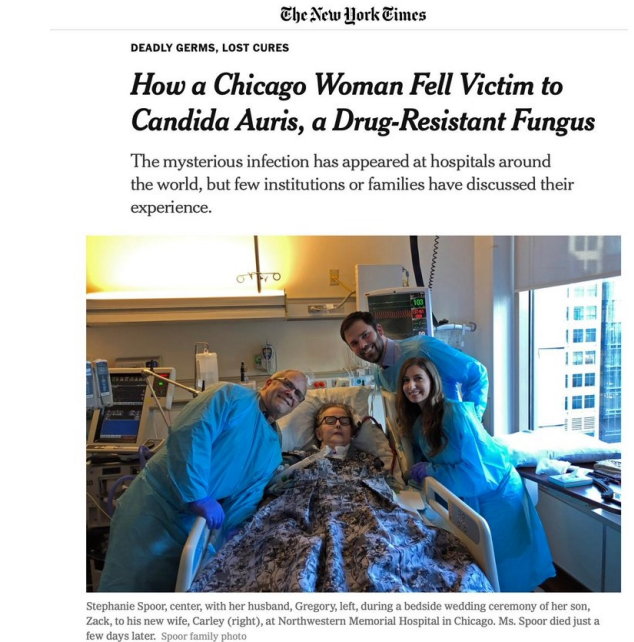 The New York Times
DEADLY GERMS, LOST CURES
How a Chicago Woman Fell Victim to
Candida Auris, a Drug-Resistant Fungus
The mysterious infection has appeared at hospitals around
the world, but few institutions or families have discussed their
experience.
103
Stephanie Spoor, center, with her husband, Gregory, left, during a bedside wedding ceremony of her son,
Zack, to his new wife, Carley (right), at Northwestern Memorial Hospital in Chicago. Ms. Spoor died just a
few days later. Spoor family photo